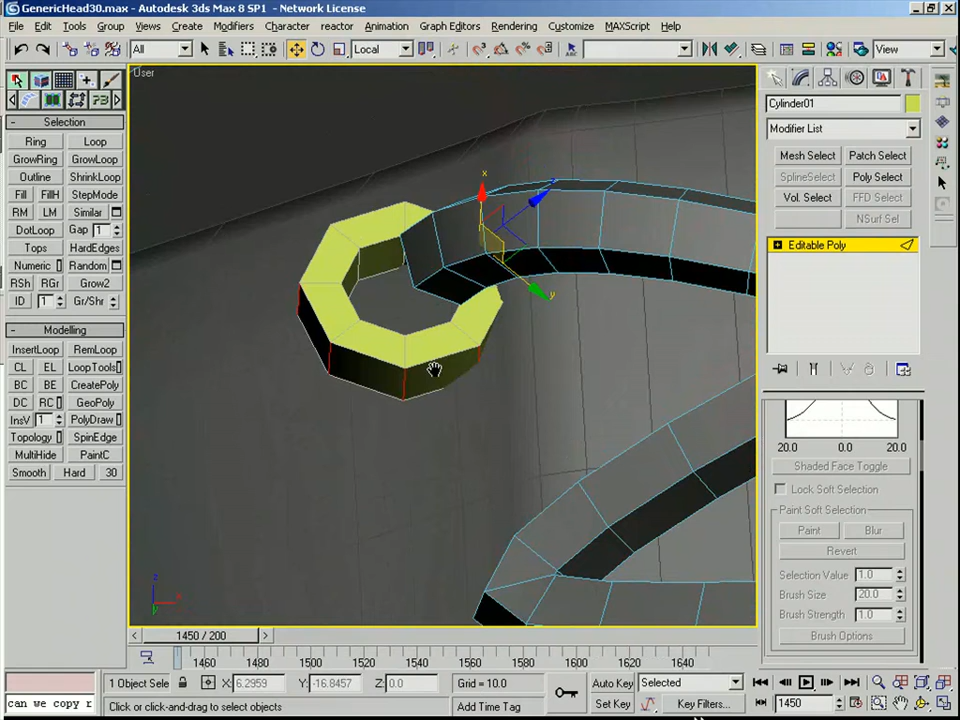 GenericHead30.max - Autodesk 3ds Max 8 SP1 - Network License
File Edit Tools Group Views Create Modifiers Character reactor Animation Graph Editors Rendering Customize MAXScript Help
All Local View
User
Selection
Ring Loop
GrowRing GrowLoop
Outline ShrinkLoop
Fill FillH StepMode
RM LM Similar
DotLoop Gap 1
Tops HardEdges
Numeric Random
RSh RGr Grow2
ID 1 Gr/Shr
Modelling
InsertLoop RemLoop
CL EL LoopTools
BC BE CreatePoly
DC RC GeoPoly
InsV 1 PolyDraw
Topology SpinEdge
MultiHide PaintC
Smooth Hard 30
x
y
z
x
Cylinder01
Modifier List
Mesh Select Patch Select
SplineSelect Poly Select
Vol. Select FFD Select
NSurf Sel
Editable Poly
20.0 0.0 20.0
Shaded Face Toggle
Lock Soft Selection
Paint Soft Selection
Paint Blur
Revert
Selection Value 1.0
Brush Size 20.0
Brush Strength 1.0
Brush Options
1450 / 200
1460 1480 1500 1520 1540 1560 1580 1600 1620 1640
1 Object Sele X: 6.2959 Y: -16.8457 Z: 0.0 Grid = 10.0 Auto Key Selected
can we copy r Click or click-and-drag to select objects Add Time Tag Set Key Key Filters... 1450